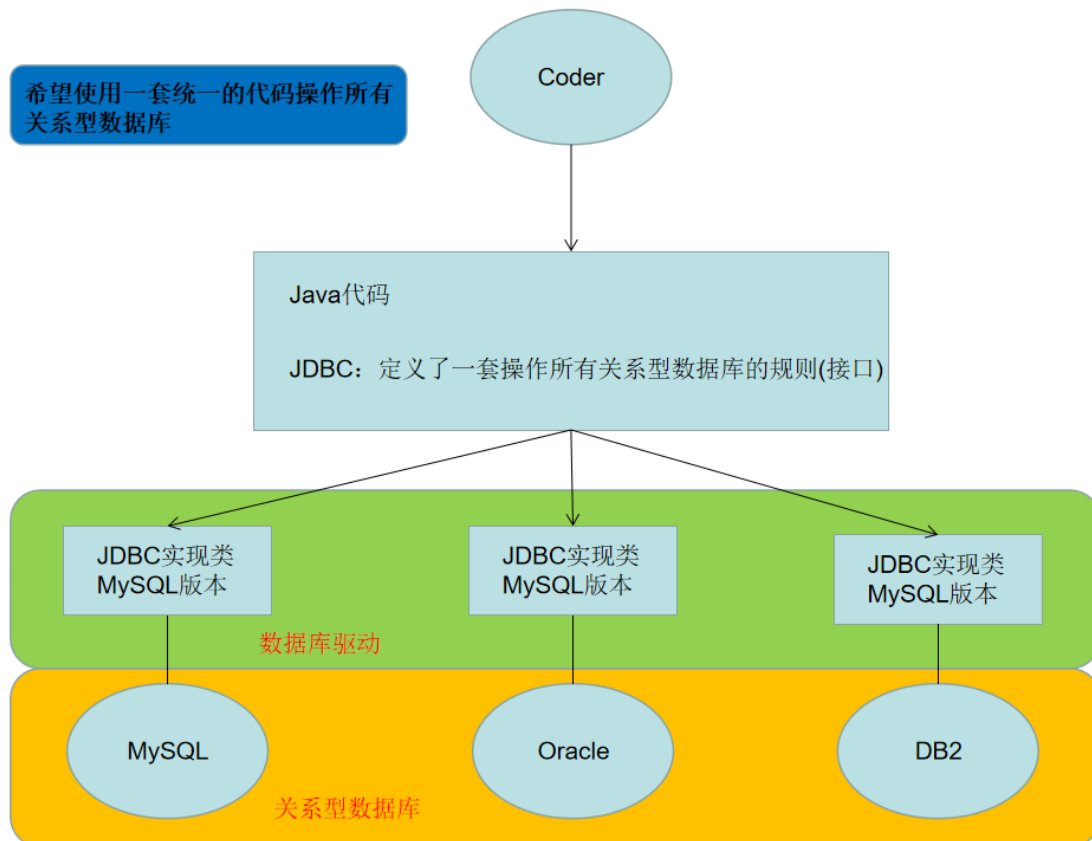 Coder
希望使用一套统一的代码操作所有
关系型数据库
Java代码
JDBC：定义了一套操作所有关系型数据库的规则(接口)
JDBC实现类
MySQL版本
JDBC实现类
MySQL版本
JDBC实现类
MySQL版本
数据库驱动
MySQL
Oracle
DB2
关系型数据库